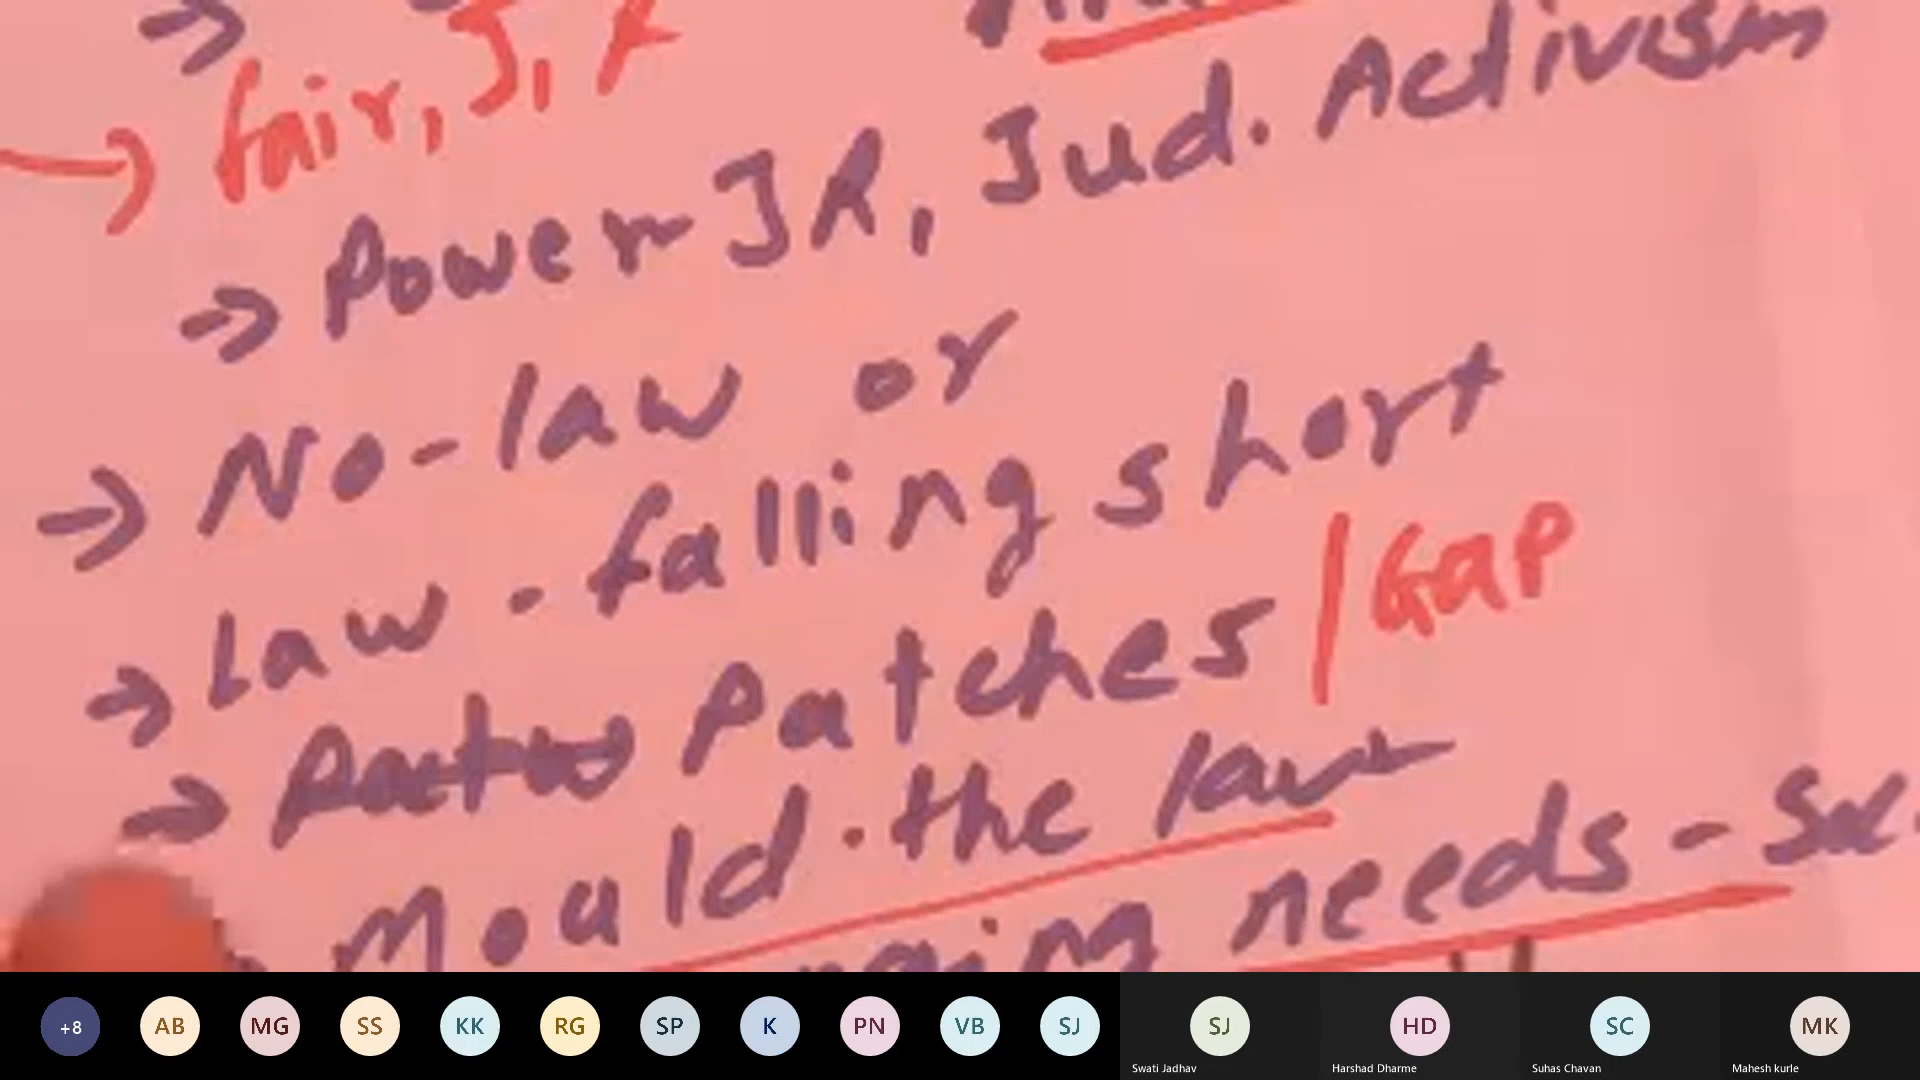 → fair, J,
→ Power JR, Jud. Activism
→ No-law or
→ Law - falling short
→ Patches / Gap
Mould the law
needs -
+8 AB MG SS KK RG SP K PN VB SJ SJ HD SC MK
Swati Jadhav Harshad Dharme Suhas Chavan Mahesh kurle